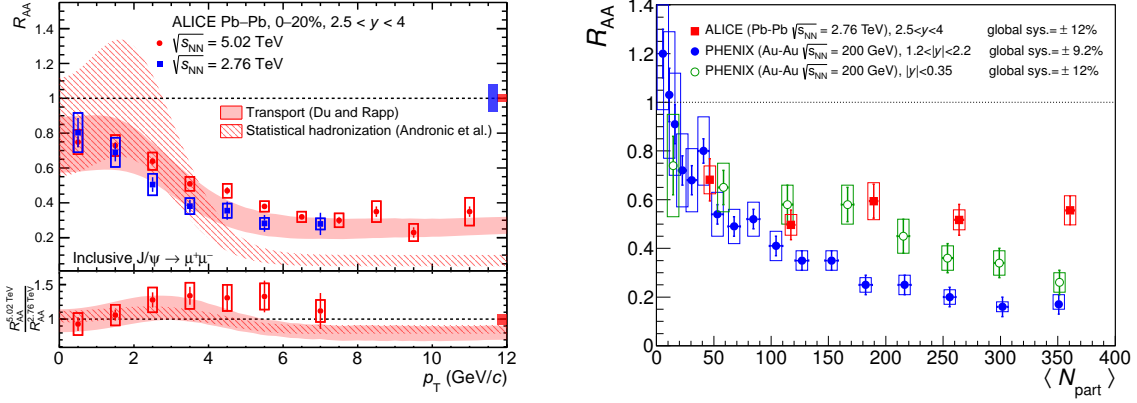 ALICE Pb–Pb, 0–20%, 2.5 < y < 4
√sNN = 5.02 TeV
√sNN = 2.76 TeV
Transport (Du and Rapp)
Statistical hadronization (Andronic et al.)
Inclusive J/ψ → μ⁺μ⁻
RAA
1.4
1.2
1
0.8
0.6
0.4
0.2
R AA 5.02 TeV
R AA 2.76 TeV
1.5
1
0 2 4 6 8 10 12
pT (GeV/c)
RAA
ALICE (Pb-Pb √sNN = 2.76 TeV), 2.5<y<4 global sys.= ± 12%
PHENIX (Au-Au √sNN = 200 GeV), 1.2<|y|<2.2 global sys.= ± 9.2%
PHENIX (Au-Au √sNN = 200 GeV), |y|<0.35 global sys.= ± 12%
1.4
1.2
1
0.8
0.6
0.4
0.2
0
0 50 100 150 200 250 300 350 400
⟨ Npart ⟩